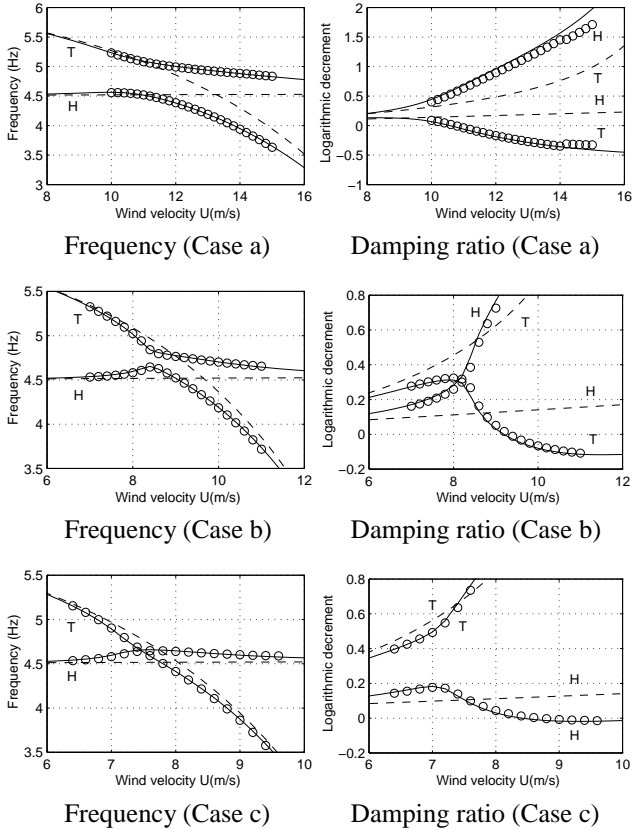 Frequency (Hz)
6
5.5
5
4.5
4
3.5
3
T
H
8 10 12 14 16
Wind velocity U(m/s)
Frequency (Case a)
Logarithmic decrement
2
1.5
1
0.5
0
−0.5
−1
H
T
H
T
8 10 12 14 16
Wind velocity U(m/s)
Damping ratio (Case a)
Frequency (Hz)
5.5
5
4.5
4
3.5
T
H
6 8 10 12
Wind velocity U(m/s)
Frequency (Case b)
Logarithmic decrement
0.8
0.6
0.4
0.2
0
−0.2
H
T
H
T
6 8 10 12
Wind velocity U(m/s)
Damping ratio (Case b)
Frequency (Hz)
5.5
5
4.5
4
3.5
T
H
6 7 8 9 10
Wind velocity U(m/s)
Frequency (Case c)
Logarithmic decrement
0.8
0.6
0.4
0.2
0
−0.2
T
T
H
H
6 7 8 9 10
Wind velocity U(m/s)
Damping ratio (Case c)